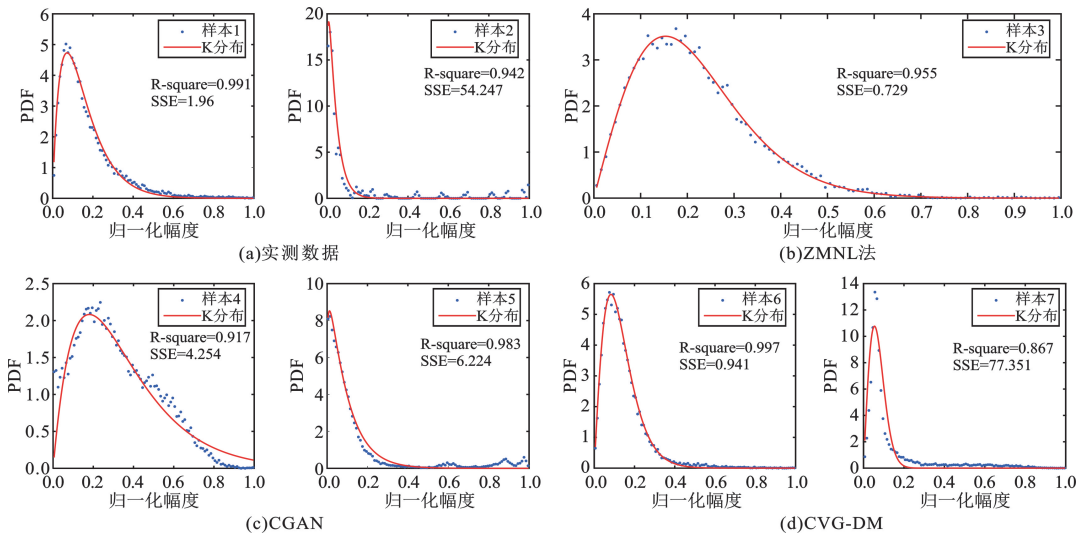 6
5
4
3
2
1
0
PDF
样本1
K分布
R-square=0.991
SSE=1.96
0.0 0.2 0.4 0.6 0.8 1.0
归一化幅度
20
15
10
5
0
PDF
样本2
K分布
R-square=0.942
SSE=54.247
0.0 0.2 0.4 0.6 0.8 1.0
归一化幅度
(a)实测数据
4
3
2
1
0
PDF
样本3
K分布
R-square=0.955
SSE=0.729
0.0 0.1 0.2 0.3 0.4 0.5 0.6 0.7 0.8 0.9 1.0
归一化幅度
(b)ZMNL法
2.5
2.0
1.5
1.0
0.5
0.0
PDF
样本4
K分布
R-square=0.917
SSE=4.254
0.0 0.2 0.4 0.6 0.8 1.0
归一化幅度
10
8
6
4
2
0
PDF
样本5
K分布
R-square=0.983
SSE=6.224
0.0 0.2 0.4 0.6 0.8 1.0
归一化幅度
(c)CGAN
6
5
4
3
2
1
0
PDF
样本6
K分布
R-square=0.997
SSE=0.941
0.0 0.2 0.4 0.6 0.8 1.0
归一化幅度
14
12
10
8
6
4
2
0
PDF
样本7
K分布
R-square=0.867
SSE=77.351
0.0 0.2 0.4 0.6 0.8 1.0
归一化幅度
(d)CVG-DM